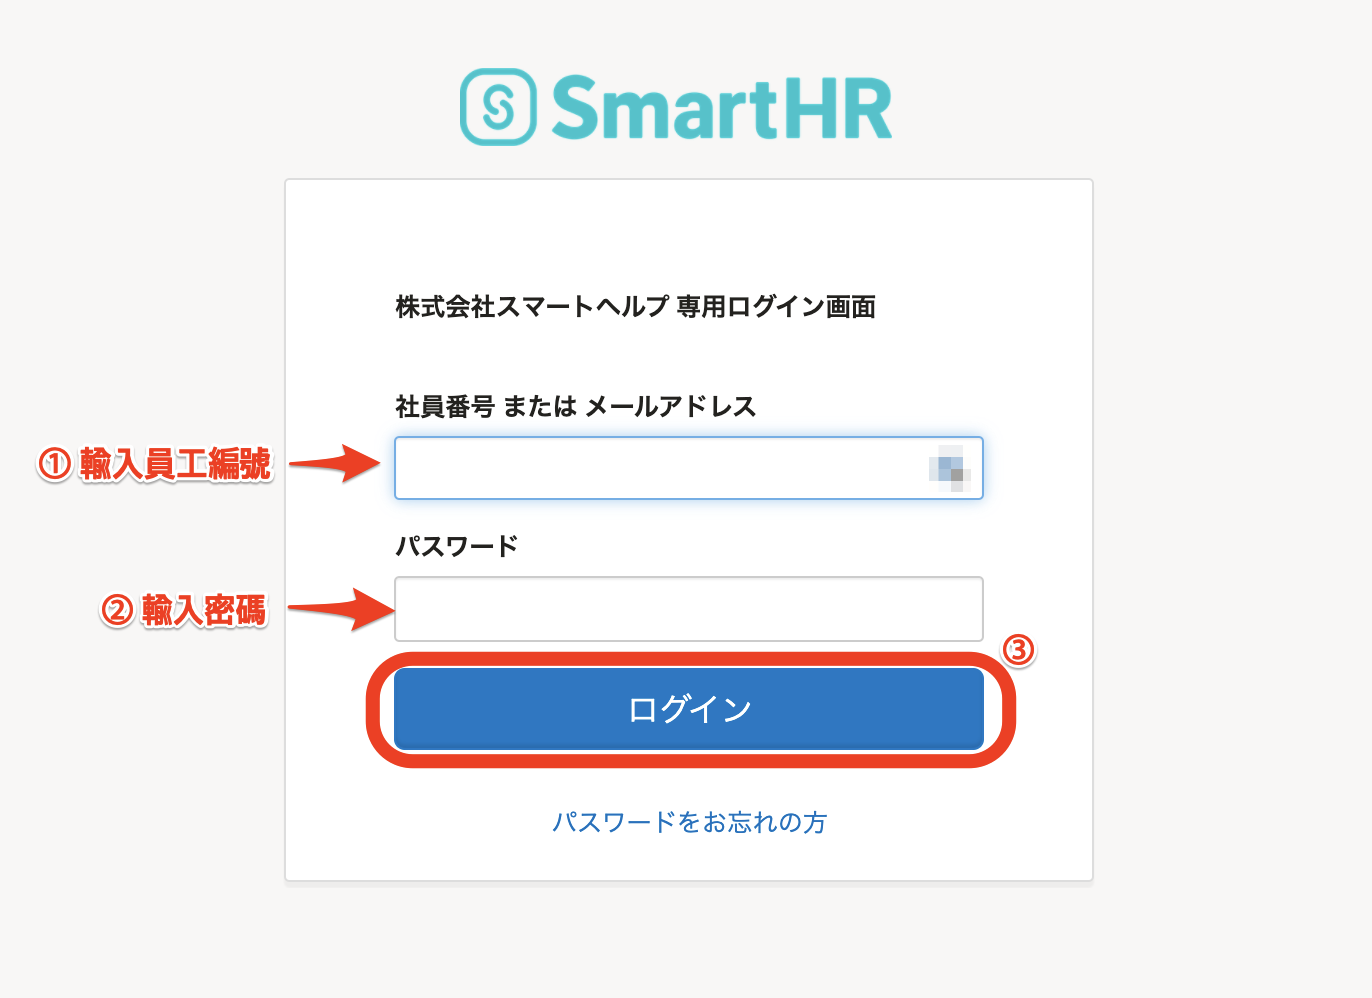 SmartHR
株式会社スマートヘルプ 専用ログイン画面
社員番号 または メールアドレス
① 輸入員工編號
パスワード
② 輸入密碼
③
ログイン
パスワードをお忘れの方